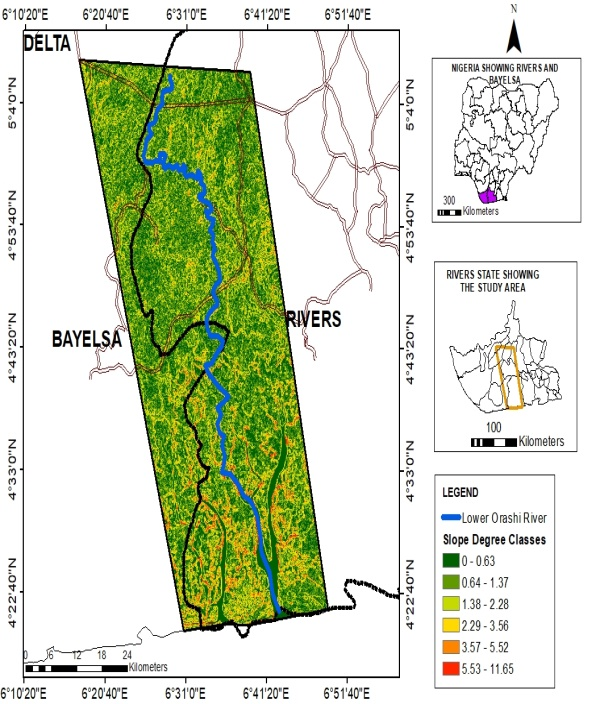 6°10'20"E 6°20'40"E 6°31'0"E 6°41'20"E 6°51'40"E
DELTA
5°4'0"N
4°53'40"N
4°43'20"N
4°33'0"N
4°22'40"N
BAYELSA
RIVERS
5°4'0"N
4°53'40"N
4°43'20"N
4°33'0"N
4°22'40"N
0 6 12 18 24
Kilometers
6°10'20"E 6°20'40"E 6°31'0"E 6°41'20"E 6°51'40"E
N
NIGERIA SHOWING RIVERS AND
BAYELSA
300
Kilometers
RIVERS STATE SHOWING
THE STUDY AREA
100
Kilometers
LEGEND
Lower Orashi River
Slope Degree Classes
0 - 0.63
0.64 - 1.37
1.38 - 2.28
2.29 - 3.56
3.57 - 5.52
5.53 - 11.65